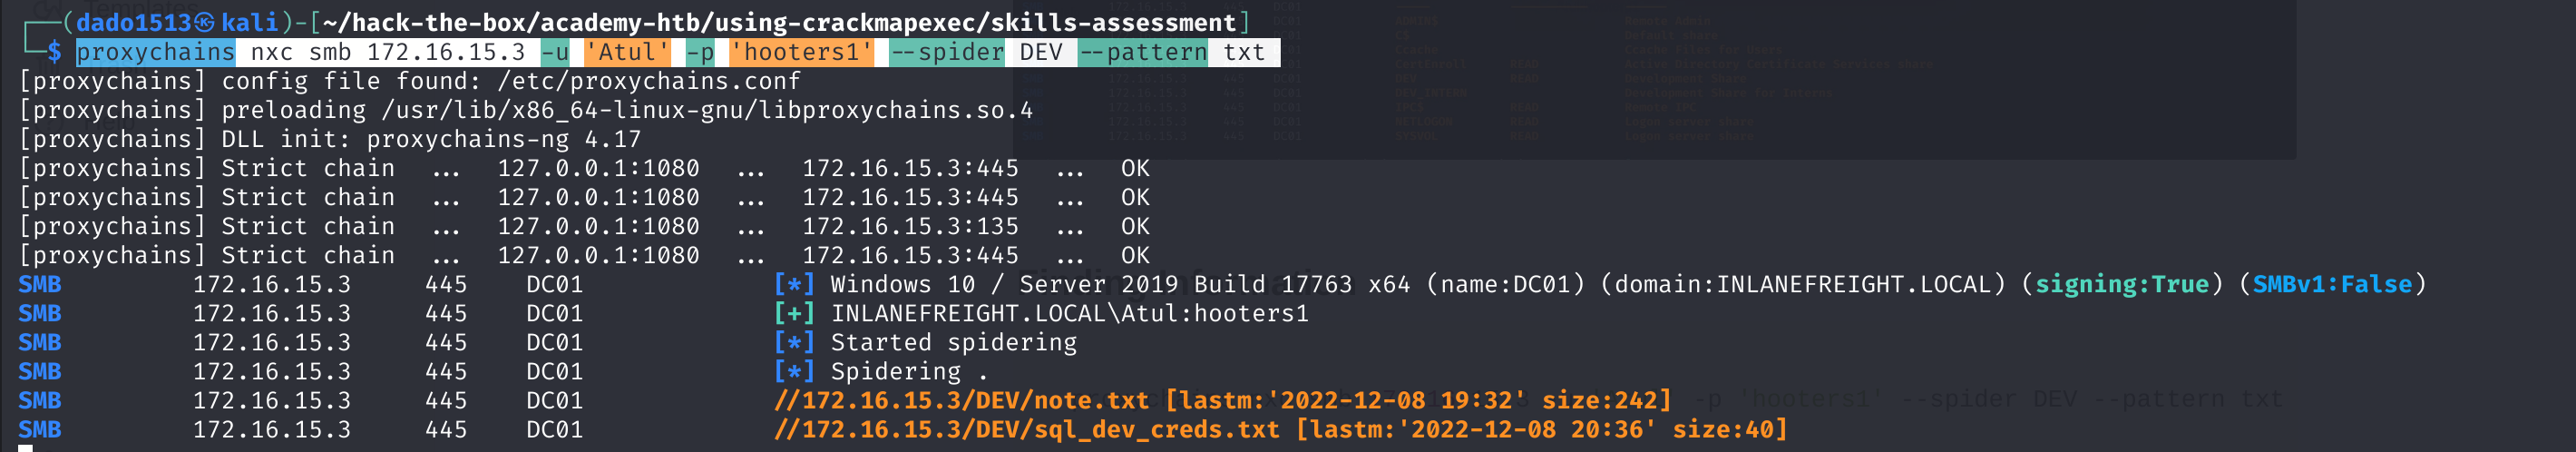 ┌──(dado1513㉿kali)-[~/hack-the-box/academy-htb/using-crackmapexec/skills-assessment]
└─$ proxychains nxc smb 172.16.15.3 -u 'Atul' -p 'hooters1' --spider DEV --pattern txt
[proxychains] config file found: /etc/proxychains.conf
[proxychains] preloading /usr/lib/x86_64-linux-gnu/libproxychains.so.4
[proxychains] DLL init: proxychains-ng 4.17
[proxychains] Strict chain ... 127.0.0.1:1080 ... 172.16.15.3:445 ... OK
[proxychains] Strict chain ... 127.0.0.1:1080 ... 172.16.15.3:445 ... OK
[proxychains] Strict chain ... 127.0.0.1:1080 ... 172.16.15.3:135 ... OK
[proxychains] Strict chain ... 127.0.0.1:1080 ... 172.16.15.3:445 ... OK
SMB 172.16.15.3 445 DC01 [*] Windows 10 / Server 2019 Build 17763 x64 (name:DC01) (domain:INLANEFREIGHT.LOCAL) (signing:True) (SMBv1:False)
SMB 172.16.15.3 445 DC01 [+] INLANEFREIGHT.LOCAL\Atul:hooters1
SMB 172.16.15.3 445 DC01 [*] Started spidering
SMB 172.16.15.3 445 DC01 [*] Spidering .
SMB 172.16.15.3 445 DC01 //172.16.15.3/DEV/note.txt [lastm:'2022-12-08 19:32' size:242]
SMB 172.16.15.3 445 DC01 //172.16.15.3/DEV/sql_dev_creds.txt [lastm:'2022-12-08 20:36' size:40]